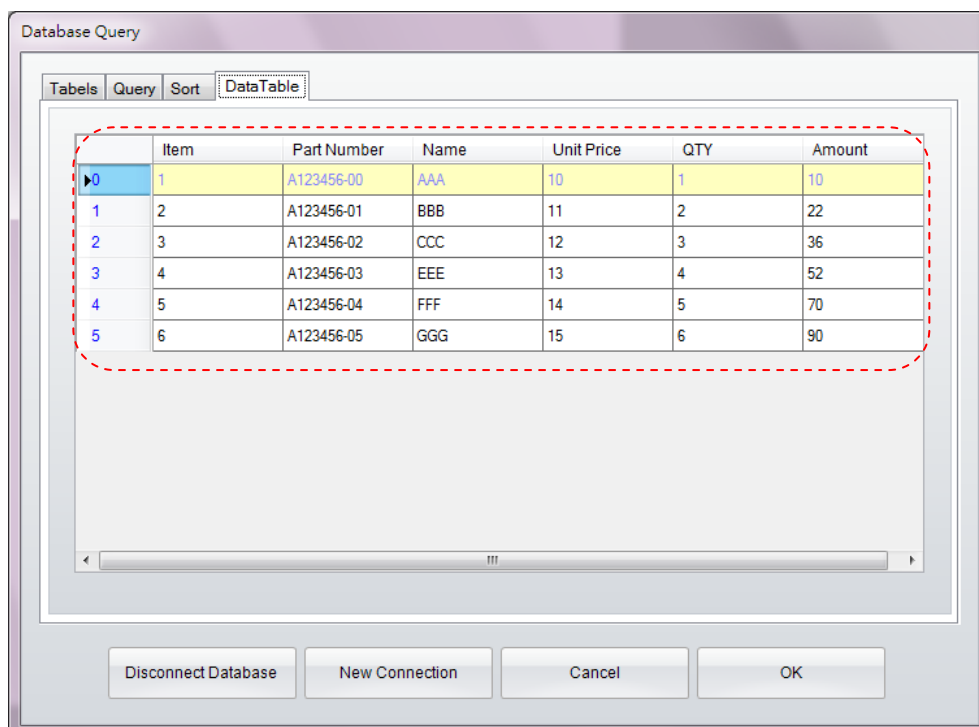 Database Query
Tabels Query Sort DataTable
Item Part Number Name Unit Price QTY Amount
0 1 A123456-00 AAA 10 1 10
1 2 A123456-01 BBB 11 2 22
2 3 A123456-02 CCC 12 3 36
3 4 A123456-03 EEE 13 4 52
4 5 A123456-04 FFF 14 5 70
5 6 A123456-05 GGG 15 6 90
Disconnect Database New Connection Cancel OK